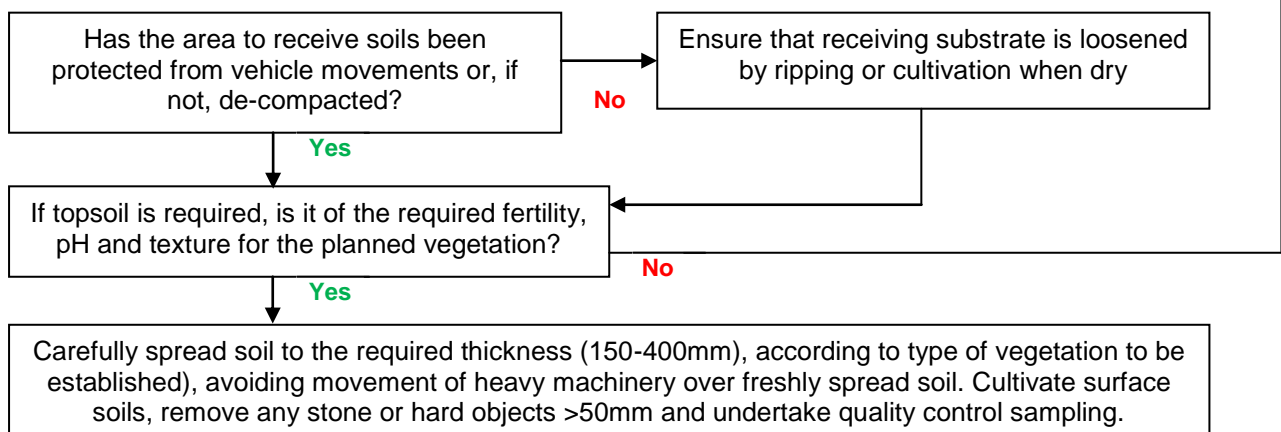 Has the area to receive soils been
protected from vehicle movements or, if
not, de-compacted?
Ensure that receiving substrate is loosened
by ripping or cultivation when dry
No
Yes
If topsoil is required, is it of the required fertility,
pH and texture for the planned vegetation?
No
Yes
Carefully spread soil to the required thickness (150-400mm), according to type of vegetation to be
established), avoiding movement of heavy machinery over freshly spread soil. Cultivate surface
soils, remove any stone or hard objects >50mm and undertake quality control sampling.